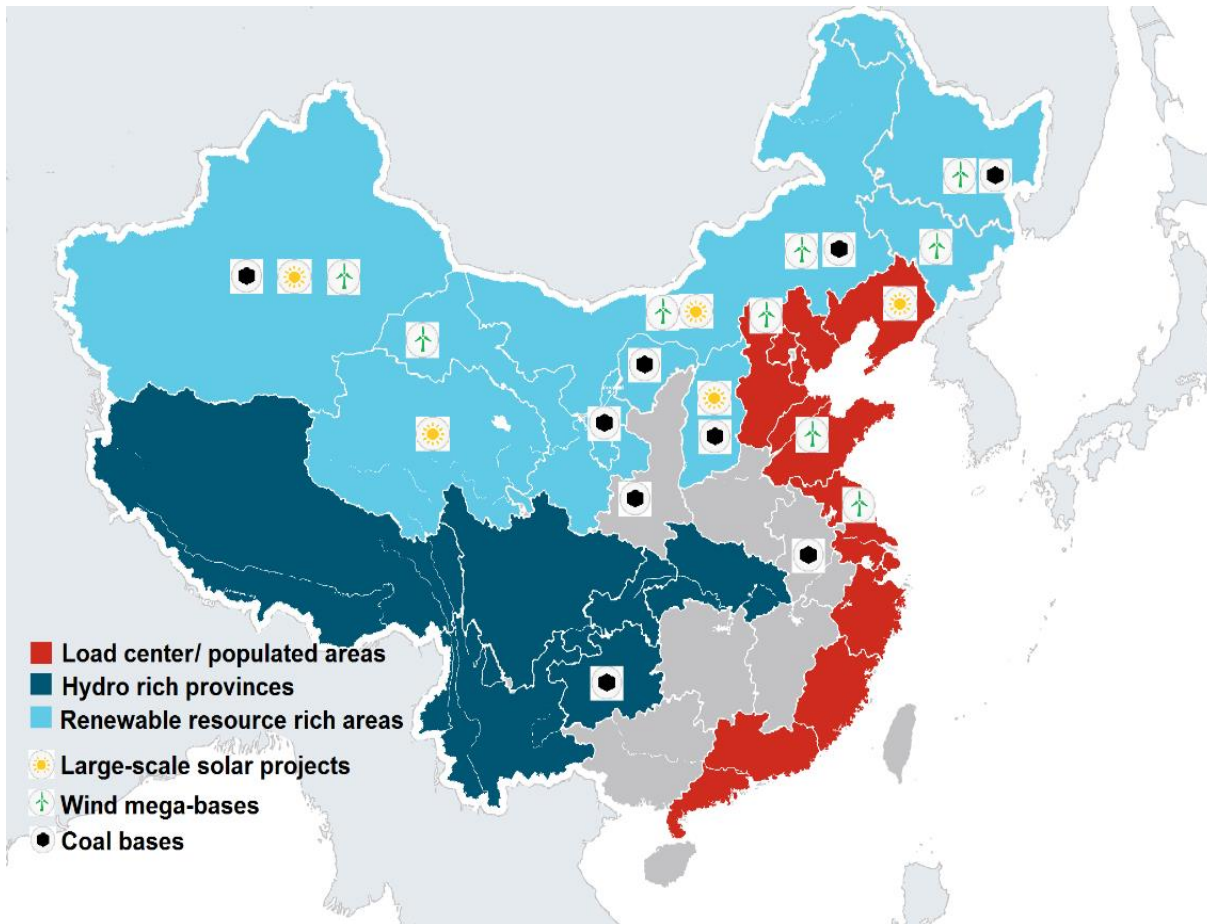 Load center/ populated areas
Hydro rich provinces
Renewable resource rich areas
Large-scale solar projects
Wind mega-bases
Coal bases